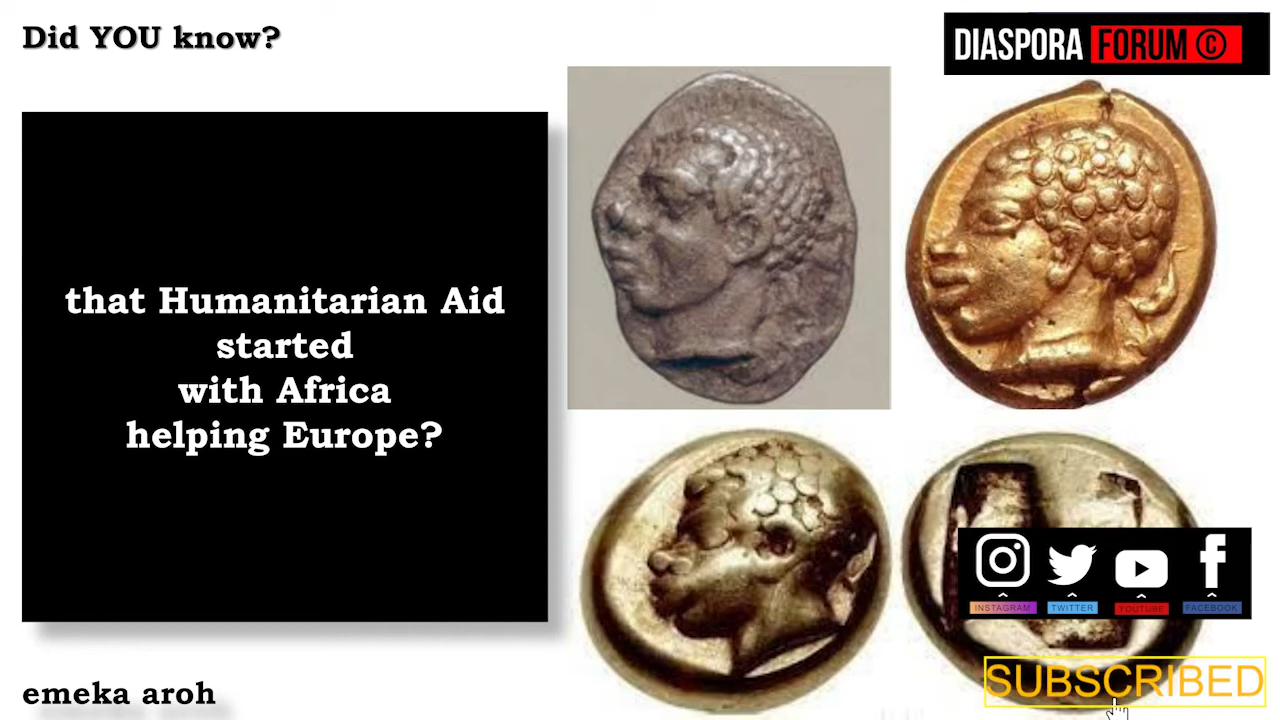 Did YOU know?
DIASPORA FORUM ©
that Humanitarian Aid
started
with Africa
helping Europe?
INSTAGRAM
TWITTER
YOUTUBE
FACEBOOK
SUBSCRIBED
emeka aroh